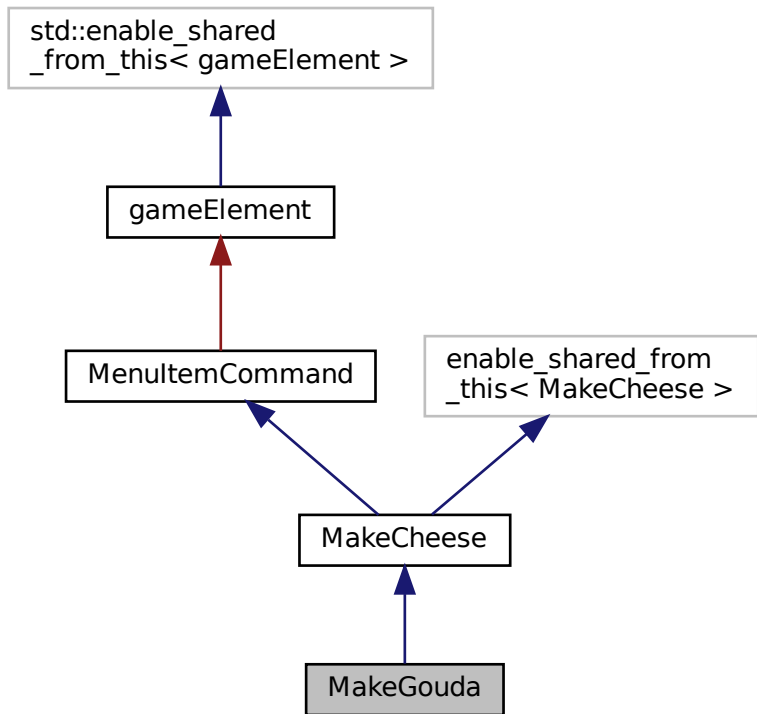 std::enable_shared
_from_this< gameElement >
gameElement
MenuItemCommand
enable_shared_from
_this< MakeCheese >
MakeCheese
MakeGouda